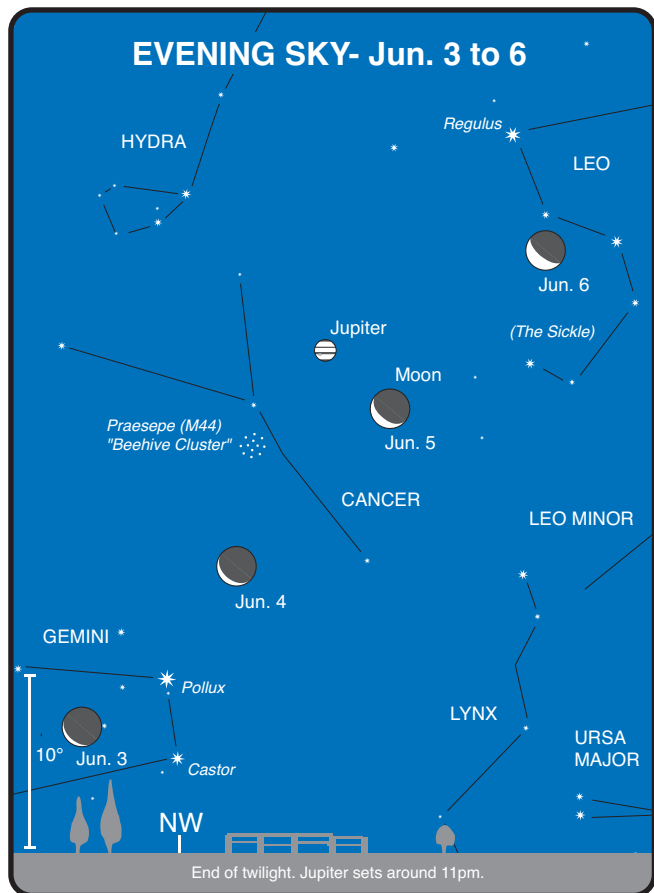 EVENING SKY- Jun. 3 to 6
Regulus
HYDRA
LEO
Jun. 6
Jupiter
(The Sickle)
Moon
Praesepe (M44)
"Beehive Cluster"
Jun. 5
CANCER
LEO MINOR
Jun. 4
GEMINI
Pollux
LYNX
URSA
MAJOR
10°
Jun. 3
Castor
NW
End of twilight. Jupiter sets around 11pm.